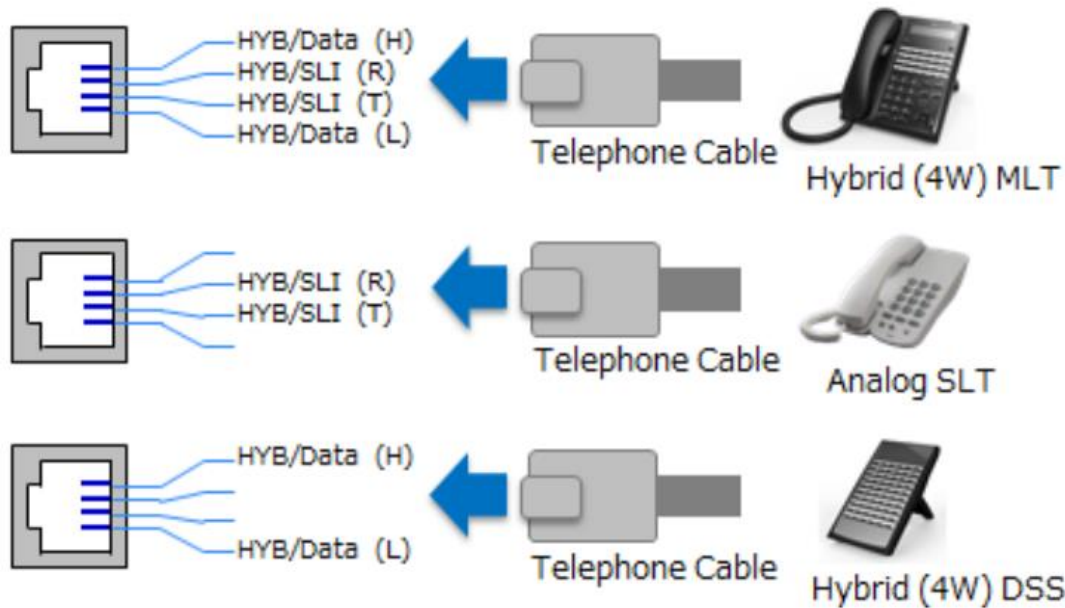 HYB/Data (H)
HYB/SLI (R)
HYB/SLI (T)
HYB/Data (L)
Telephone Cable
Hybrid (4W) MLT
HYB/SLI (R)
HYB/SLI (T)
Telephone Cable
Analog SLT
HYB/Data (H)
HYB/Data (L)
Telephone Cable
Hybrid (4W) DSS